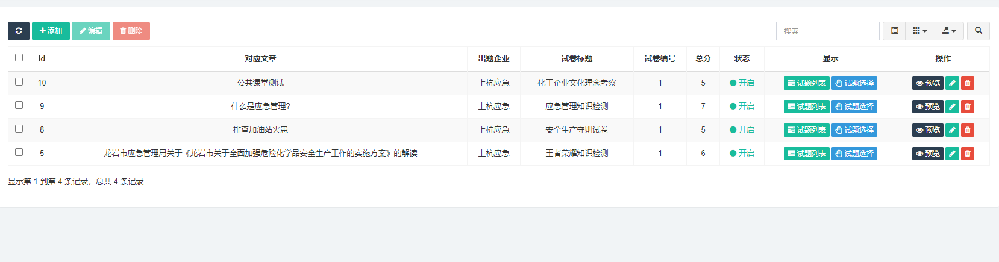 添加 编辑 删除 搜索
Id 对应文章 出题企业 试卷标题 试卷编号 总分 状态 显示 操作
10 公共课堂测试 上杭应急 化工企业文化理念考察 1 5 开启 试题列表 试题选择 预览
9 什么是应急管理? 上杭应急 应急管理知识检测 1 7 开启 试题列表 试题选择 预览
8 排查加油站火患 上杭应急 安全生产守则试卷 1 5 开启 试题列表 试题选择 预览
5 龙岩市应急管理局关于《龙岩市关于全面加强危险化学品安全生产工作的实施方案》的解读 上杭应急 王者荣耀知识检测 1 6 开启 试题列表 试题选择 预览
显示第 1 到第 4 条记录，总共 4 条记录